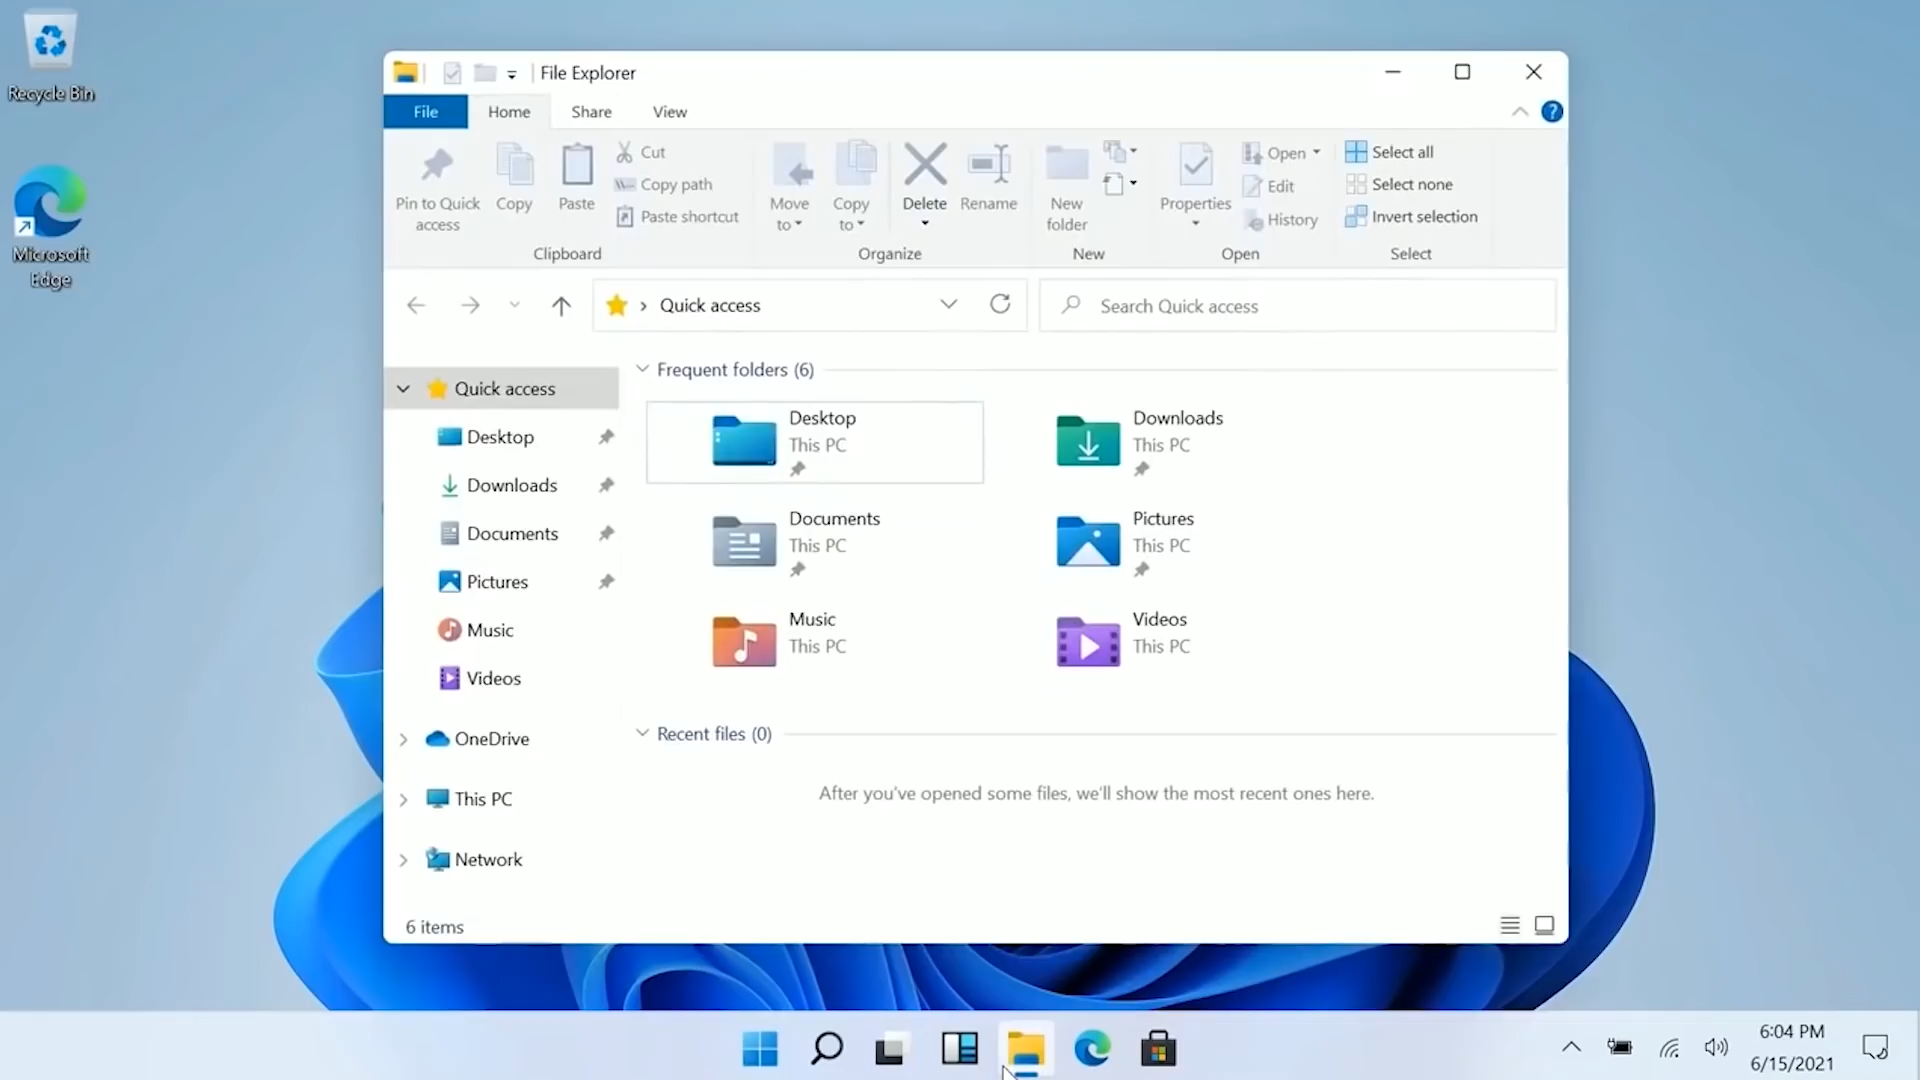 Recycle Bin
Microsoft
Edge
File Explorer
File Home Share View
?
Pin to Quick
access
Copy
Paste
Cut
Copy path
Paste shortcut
Clipboard
Move
to
Copy
to
Delete
Rename
Organize
New
folder
New
Properties
Open
Edit
History
Open
Select all
Select none
Invert selection
Select
Quick access
Search Quick access
Quick access
Desktop
Downloads
Documents
Pictures
Music
Videos
OneDrive
This PC
Network
Frequent folders (6)
Desktop
This PC
Downloads
This PC
Documents
This PC
Pictures
This PC
Music
This PC
Videos
This PC
Recent files (0)
After you've opened some files, we'll show the most recent ones here.
6 items
6:04 PM
6/15/2021